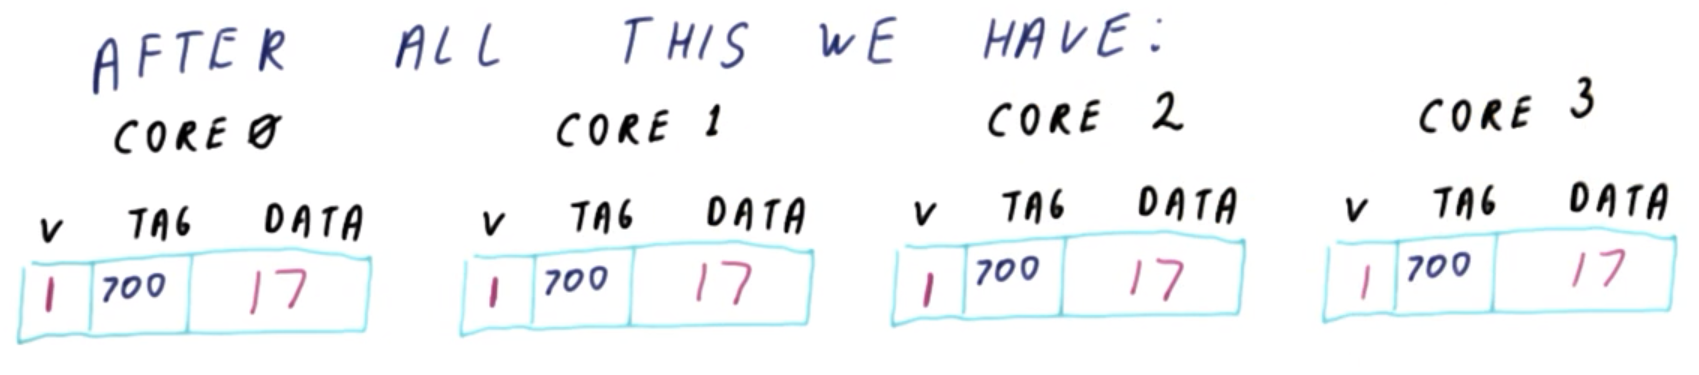 AFTER ALL THIS WE HAVE:
CORE 0 CORE 1 CORE 2 CORE 3
V TAG DATA V TAG DATA V TAG DATA V TAG DATA
1 700 17 1 700 17 1 700 17 1 700 17